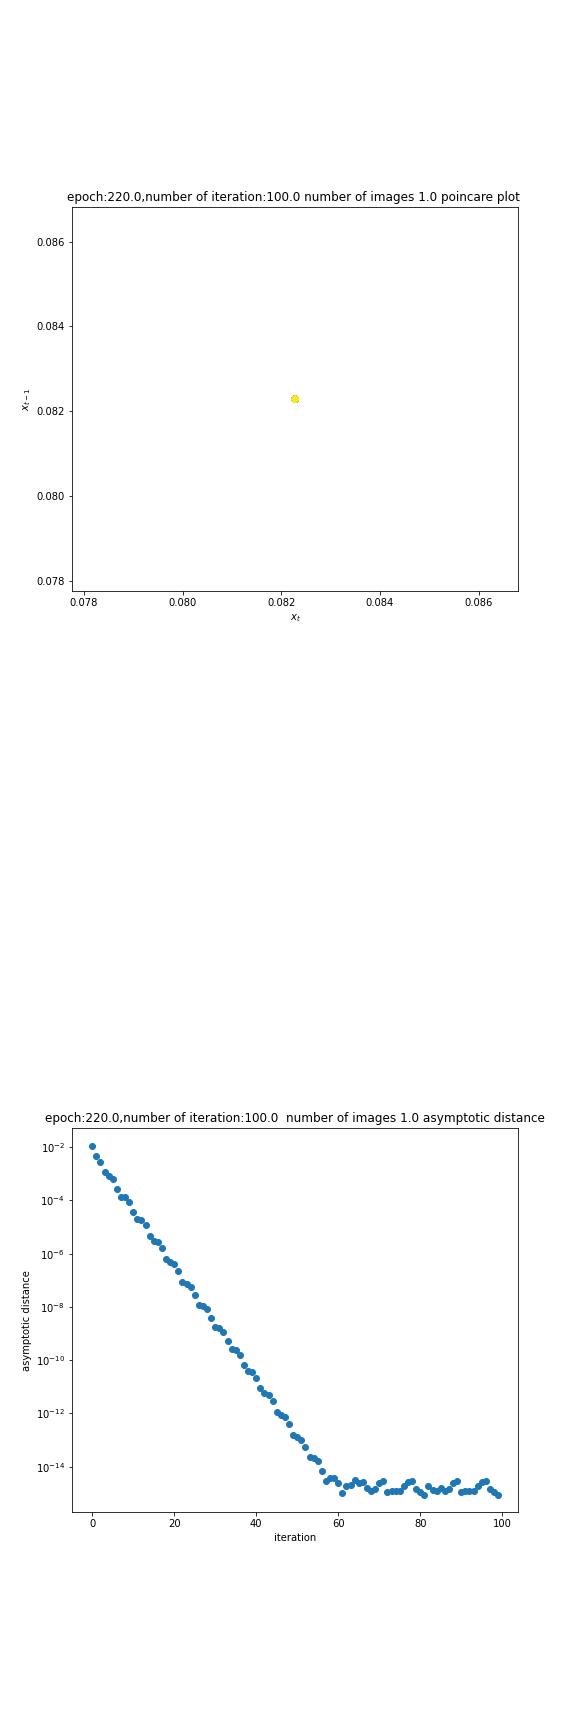 epoch:220.0,number of iteration:100.0 number of images 1.0 poincare plot
0.086
0.084
0.082
0.080
0.078
x_{t-1}
0.078 0.080 0.082 0.084 0.086
x_t
epoch:220.0,number of iteration:100.0  number of images 1.0 asymptotic distance
10^{-2}
10^{-4}
10^{-6}
10^{-8}
10^{-10}
10^{-12}
10^{-14}
asymptotic distance
0 20 40 60 80 100
iteration